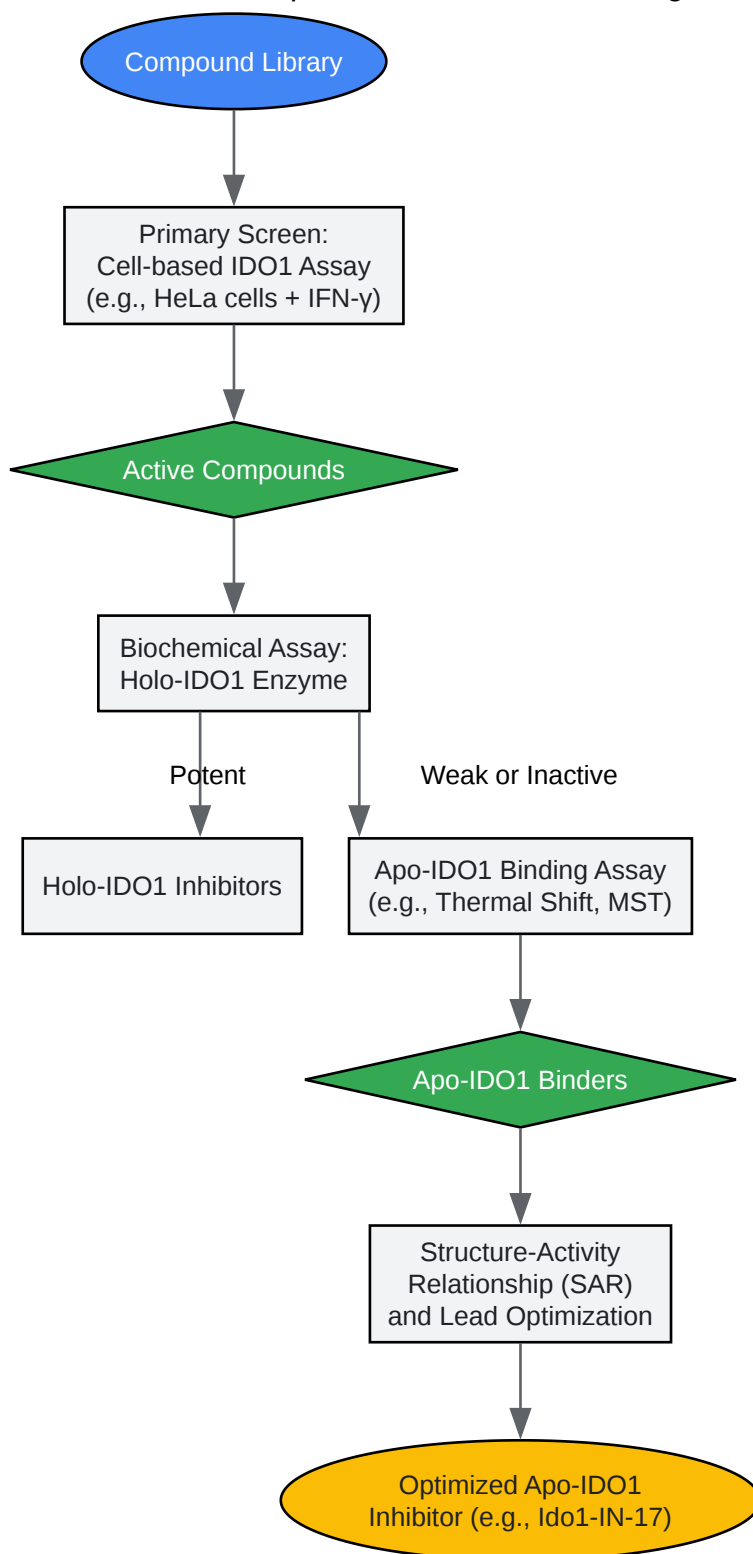 Compound Library
Primary Screen:
Cell-based IDO1 Assay
(e.g., HeLa cells + IFN-γ)
Active Compounds
Biochemical Assay:
Holo-IDO1 Enzyme
Potent
Weak or Inactive
Holo-IDO1 Inhibitors
Apo-IDO1 Binding Assay
(e.g., Thermal Shift, MST)
Apo-IDO1 Binders
Structure-Activity
Relationship (SAR)
and Lead Optimization
Optimized Apo-IDO1
Inhibitor (e.g., Ido1-IN-17)